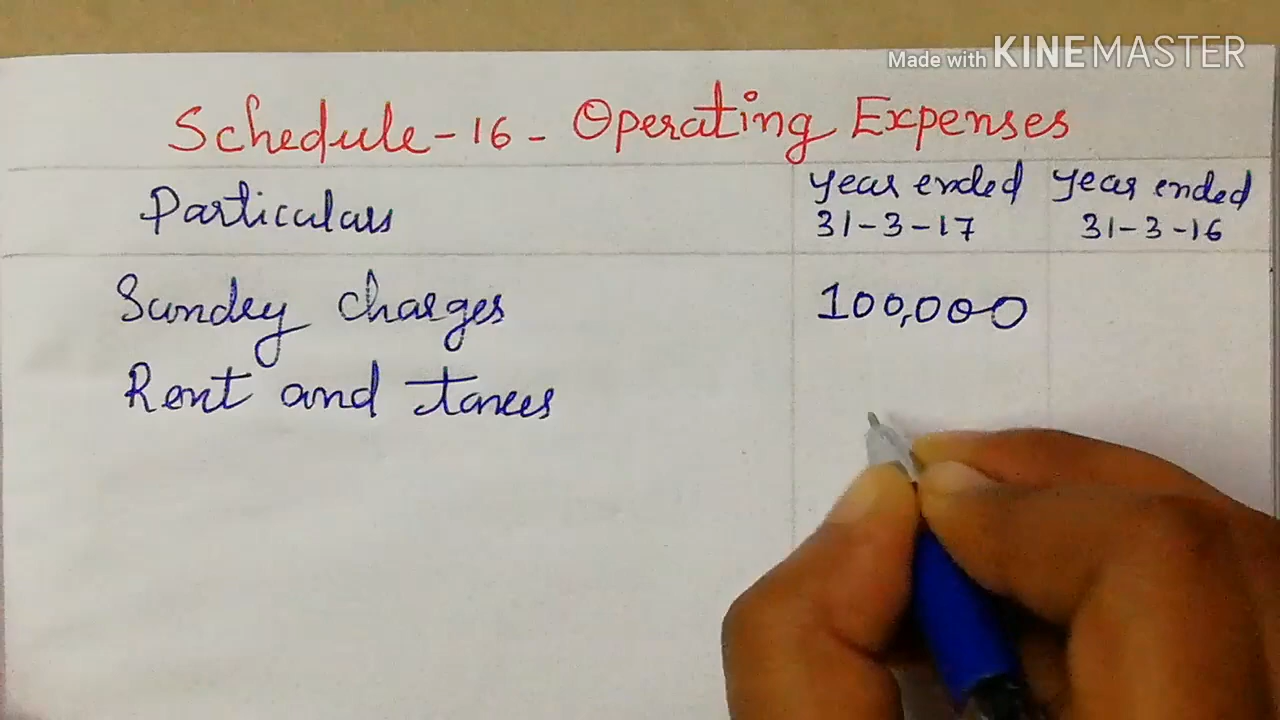 Made with KINEMASTER
Schedule-16 - Operating Expenses
Particulars
Year ended
31-3-17
Year ended
31-3-16
Sundry charges 100,000
Rent and taxes